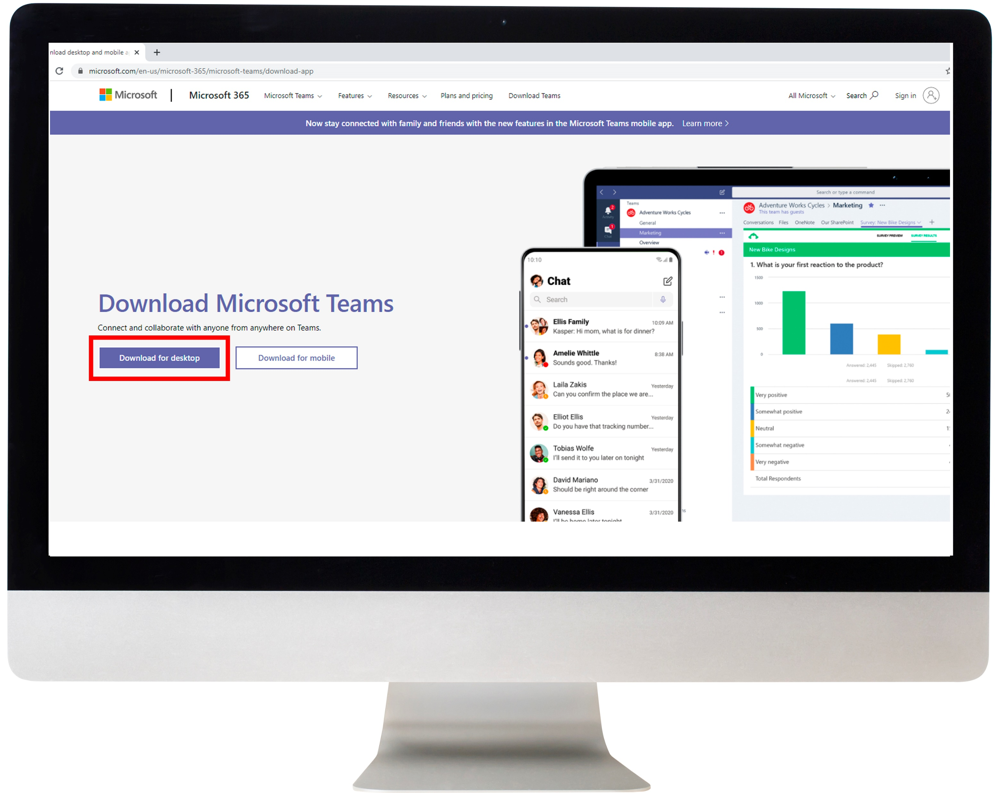 nload desktop and mobile a
microsoft.com/en-us/microsoft-365/microsoft-teams/download-app
Microsoft
Microsoft 365
Microsoft Teams
Features
Resources
Plans and pricing
Download Teams
All Microsoft
Search
Sign in
Now stay connected with family and friends with the new features in the Microsoft Teams mobile app. Learn more
Download Microsoft Teams
Connect and collaborate with anyone from anywhere on Teams.
Download for desktop
Download for mobile
Search or type a command
2
Activity
1
Chat
Teams
Adventure Works Cycles
General
Marketing
Overview
1
Adventure Works Cycles > Marketing
This team has guests
Conversations Files OneNote Our SharePoint Survey: New Bike Designs
SURVEY PREVIEW SURVEY RESULTS
New Bike Designs
1. What is your first reaction to the product?
1500
1000
500
0
Answered: 2,445 Skipped: 2,760
Answered: 2,445 Skipped: 2,760
Very positive
Somewhat positive
Neutral
Somewhat negative
Very negative
Total Respondents
10:10
Chat
Search
Ellis Family 10:09 AM
Kasper: Hi mom, what is for dinner?
Amelie Whittle 8:38 AM
Sounds good. Thanks!
Laila Zakis Yesterday
Can you confirm the place we are...
Elliot Ellis Yesterday
Do you have that tracking number...
Tobias Wolfe Yesterday
I'll send it to you later on tonight
David Mariano 3/31/2020
Should be right around the corner
Vanessa Ellis 3/31/2020
I'll be home later tonight